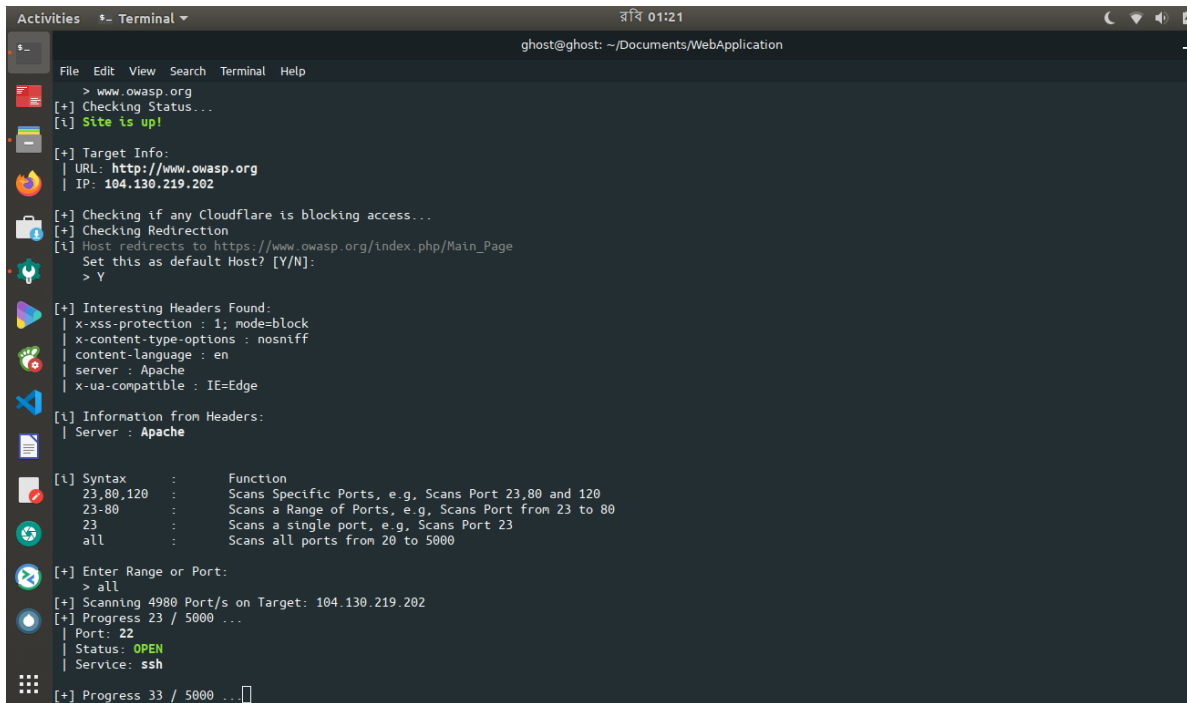 Activities Terminal
রবি 01:21
ghost@ghost: ~/Documents/WebApplication
File Edit View Search Terminal Help
> www.owasp.org
[+] Checking Status...
[i] Site is up!
[+] Target Info:
| URL: http://www.owasp.org
| IP: 104.130.219.202
[+] Checking if any Cloudflare is blocking access...
[+] Checking Redirection
[i] Host redirects to https://www.owasp.org/index.php/Main_Page
Set this as default Host? [Y/N]:
> Y
[+] Interesting Headers Found:
| x-xss-protection : 1; mode=block
| x-content-type-options : nosniff
| content-language : en
| server : Apache
| x-ua-compatible : IE=Edge
[i] Information from Headers:
| Server : Apache
[i] Syntax : Function
23,80,120 : Scans Specific Ports, e.g, Scans Port 23,80 and 120
23-80 : Scans a Range of Ports, e.g, Scans Port from 23 to 80
23 : Scans a single port, e.g, Scans Port 23
all : Scans all ports from 20 to 5000
[+] Enter Range or Port:
> all
[+] Scanning 4980 Port/s on Target: 104.130.219.202
[+] Progress 23 / 5000 ...
| Port: 22
| Status: OPEN
| Service: ssh
[+] Progress 33 / 5000 ...